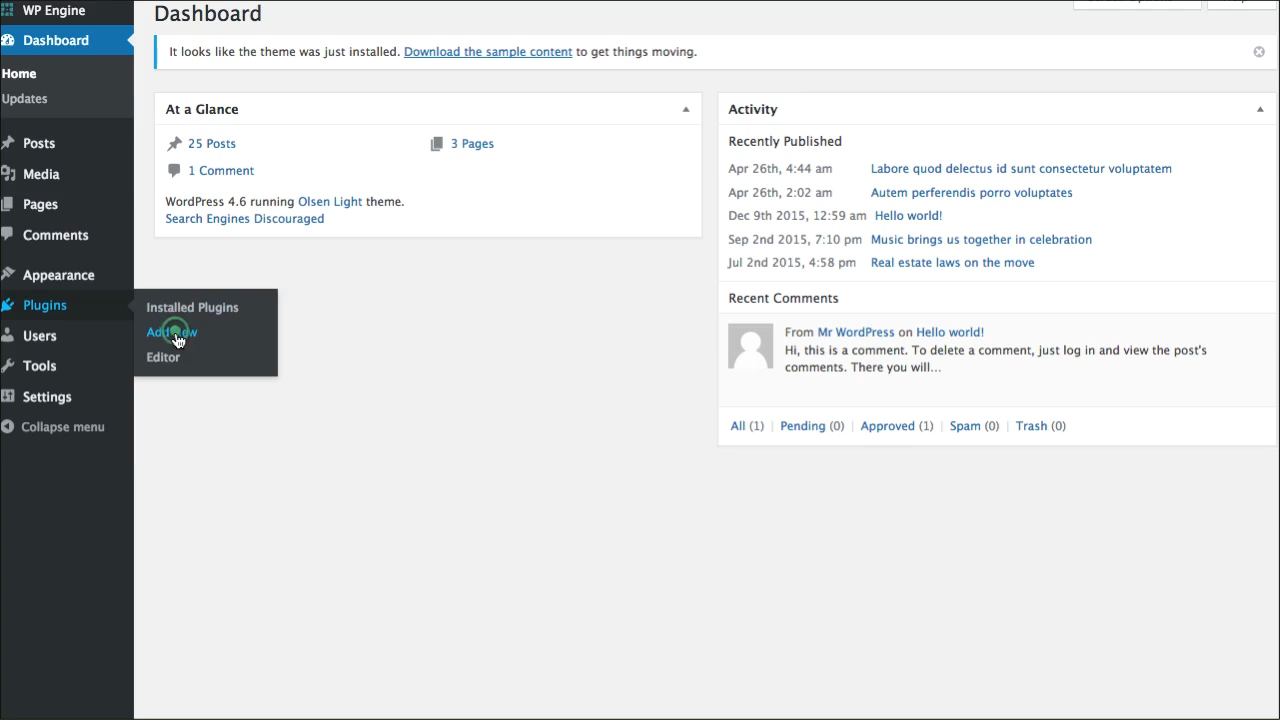 WP Engine
Dashboard
Home
Updates
Posts
Media
Pages
Comments
Appearance
Plugins
Users
Tools
Settings
Collapse menu
Installed Plugins
Add New
Editor
Dashboard
It looks like the theme was just installed. Download the sample content to get things moving.
At a Glance
25 Posts
3 Pages
1 Comment
WordPress 4.6 running Olsen Light theme.
Search Engines Discouraged
Activity
Recently Published
Apr 26th, 4:44 am Labore quod delectus id sunt consectetur voluptatem
Apr 26th, 2:02 am Autem perferendis porro voluptates
Dec 9th 2015, 12:59 am Hello world!
Sep 2nd 2015, 7:10 pm Music brings us together in celebration
Jul 2nd 2015, 4:58 pm Real estate laws on the move
Recent Comments
From Mr WordPress on Hello world!
Hi, this is a comment. To delete a comment, just log in and view the post's
comments. There you will...
All (1) | Pending (0) | Approved (1) | Spam (0) | Trash (0)